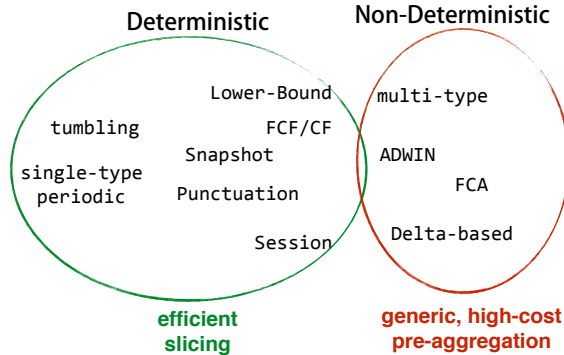 Deterministic
Non-Deterministic
Lower-Bound
multi-type
tumbling
FCF/CF
Snapshot
ADWIN
single-type
periodic
FCA
Punctuation
Session
Delta-based
efficient
slicing
generic, high-cost
pre-aggregation